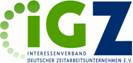 iGZ
INTERESSENVERBAND
DEUTSCHER ZEITARBEITSUNTERNEHMEN E.V.